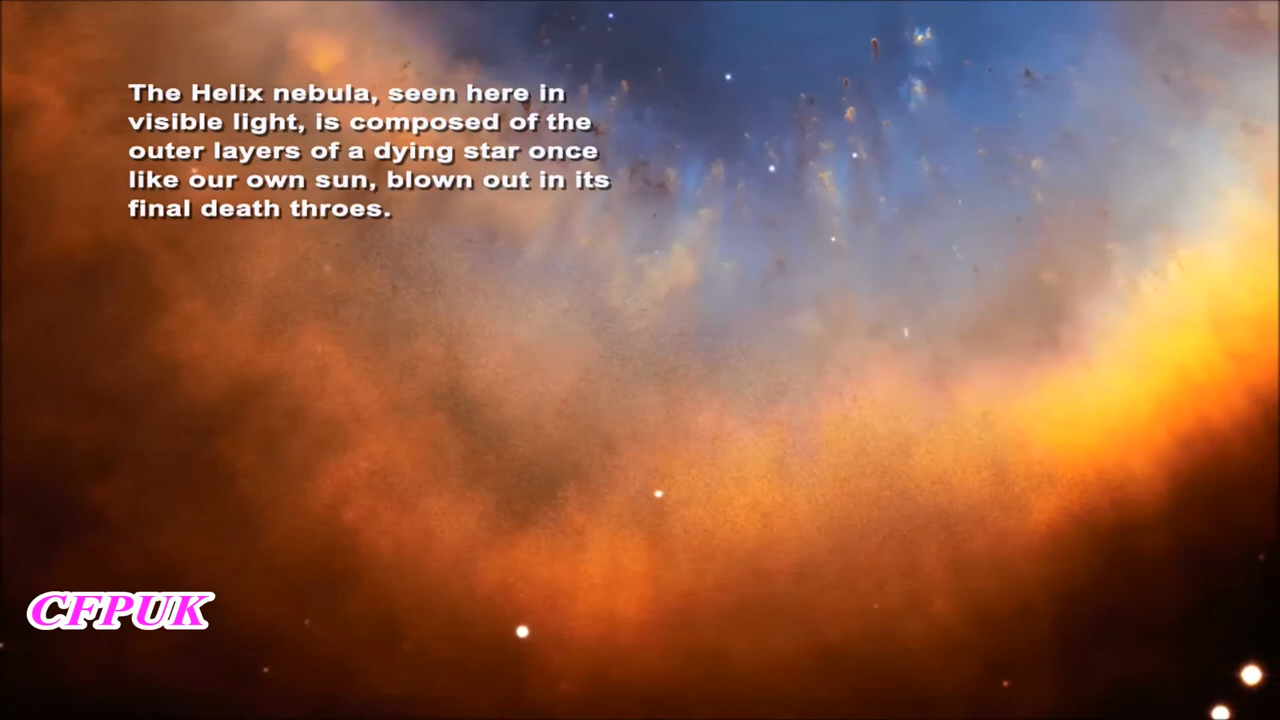 The Helix nebula, seen here in
visible light, is composed of the
outer layers of a dying star once
like our own sun, blown out in its
final death throes.
CFPUK